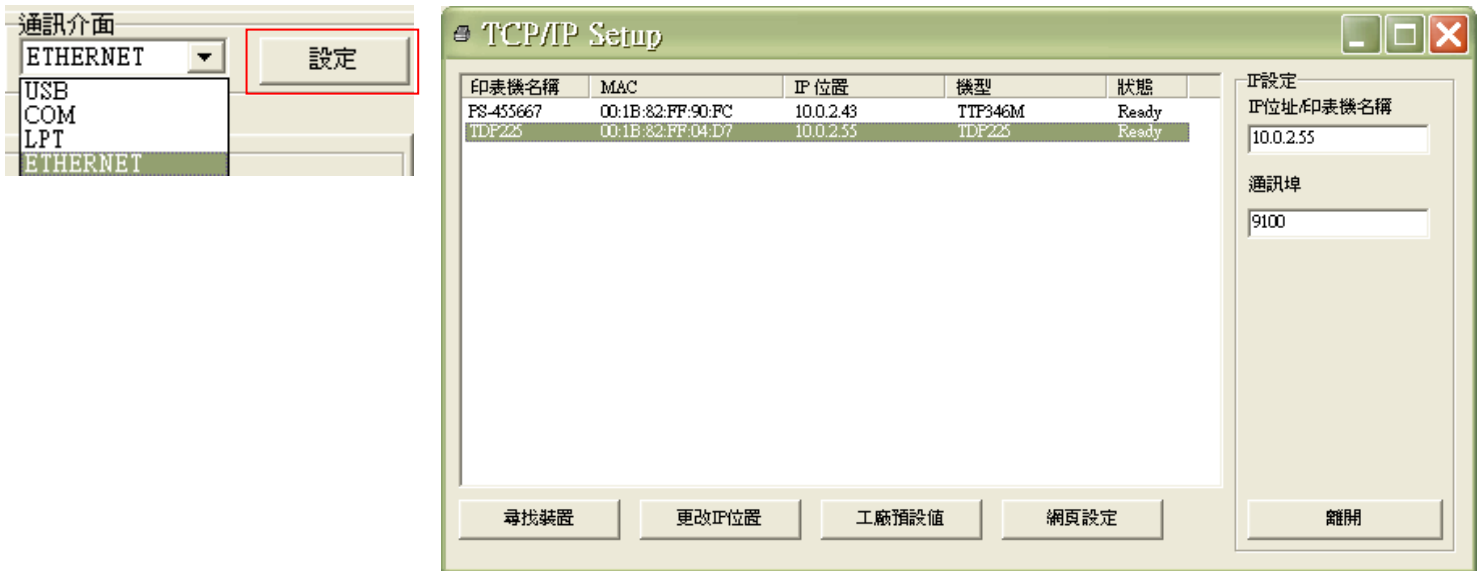 通訊介面
ETHERNET
設定
USB
COM
LPT
ETHERNET
TCP/IP Setup
印表機名稱 MAC IP 位置 機型 狀態
PS-455667 00:1B:82:FF:90:FC 10.0.2.43 TTP346M Ready
TDP225 00:1B:82:FF:04:D7 10.0.2.55 TDP225 Ready
IP設定
IP位址/印表機名稱
10.0.2.55
通訊埠
9100
尋找裝置 更改IP位置 工廠預設值 網頁設定 離開